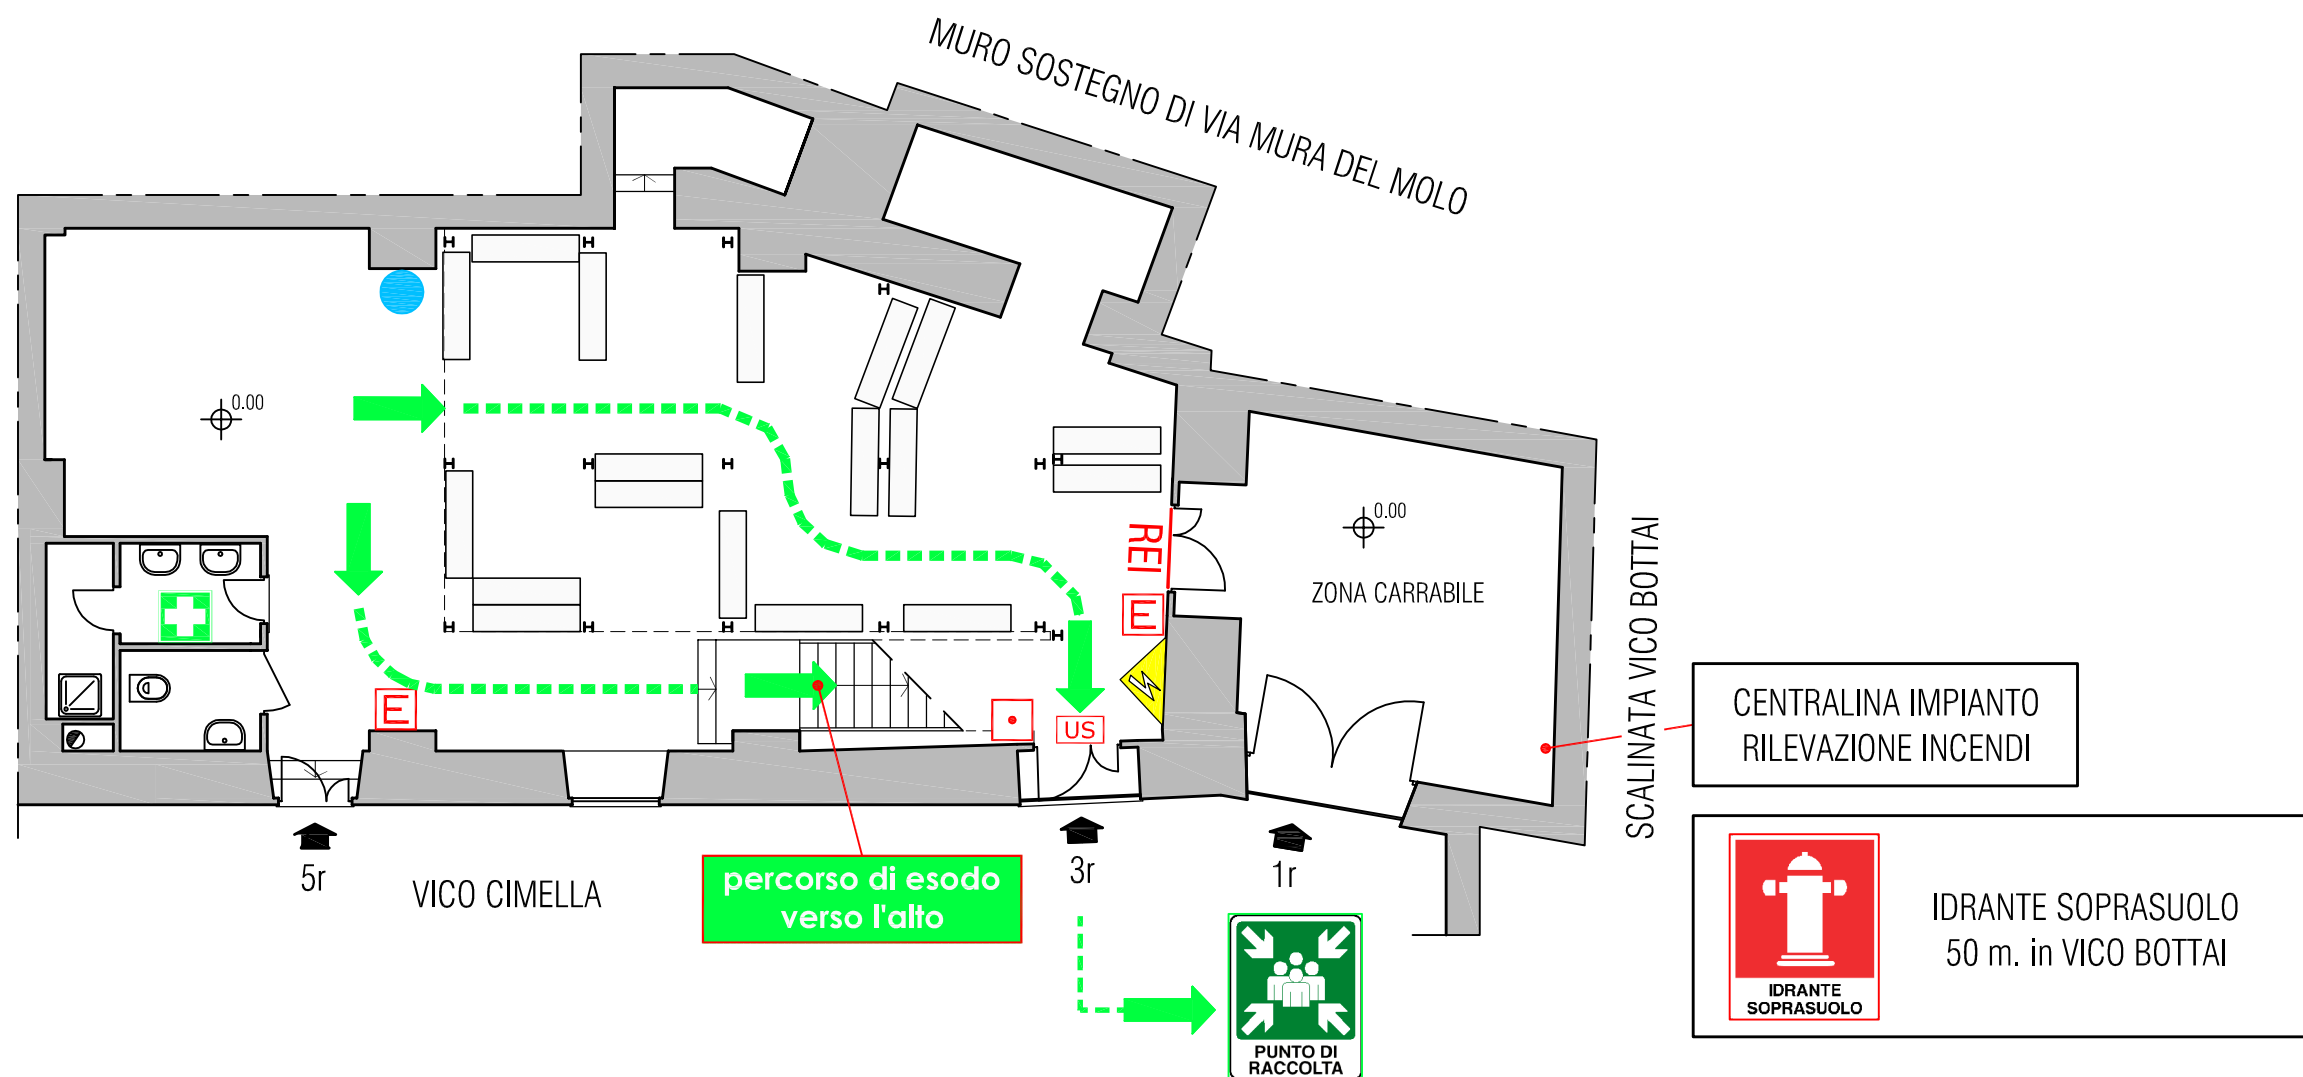 MURO SOSTEGNO DI VIA MURA DEL MOLO
0.00
0.00
REI
ZONA CARRABILE
E
E
US
SCALINATA VICO BOTTAI
CENTRALINA IMPIANTO
RILEVAZIONE INCENDI
5r
3r
1r
VICO CIMELLA
percorso di esodo
verso l'alto
IDRANTE SOPRASUOLO
50 m. in VICO BOTTAI
IDRANTE
SOPRASUOLO
PUNTO DI
RACCOLTA